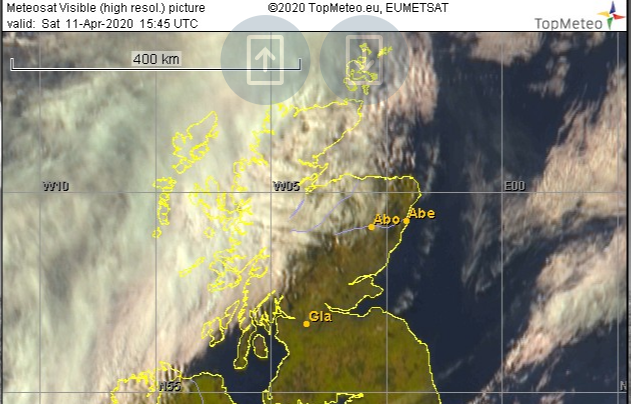 Meteosat Visible (high resol.) picture
©2020 TopMeteo.eu, EUMETSAT
valid: Sat 11-Apr-2020 15:45 UTC
TopMeteo
400 km
W10
W05
E00
Abo
Abe
Gla
N55
N